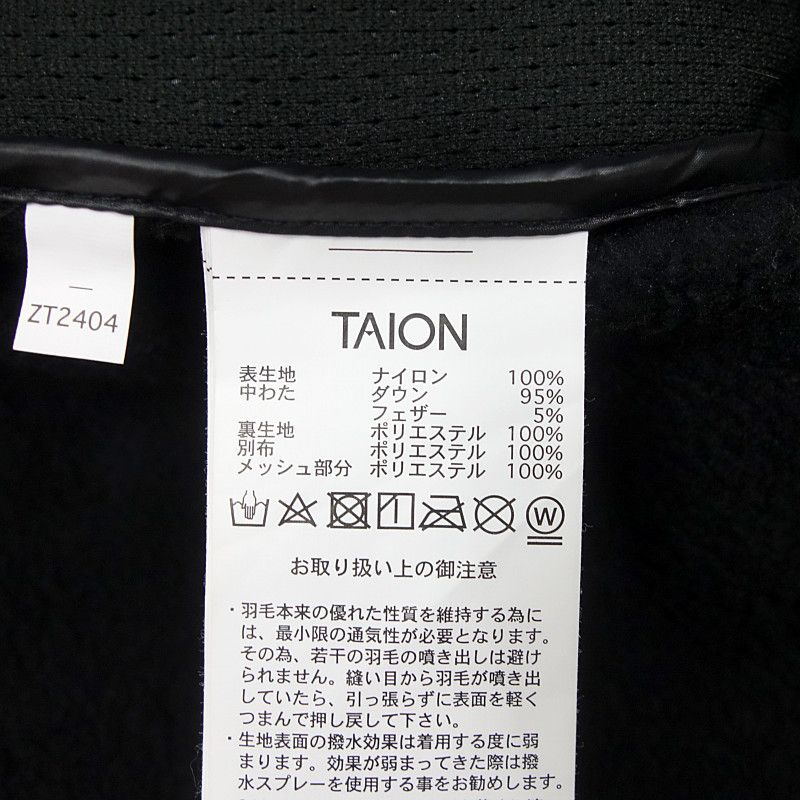 ZT2404
TAION
表生地 ナイロン 100%
中わた ダウン 95%
フェザー 5%
裏生地 ポリエステル 100%
別布 ポリエステル 100%
メッシュ部分 ポリエステル 100%
W
お取り扱い上の御注意
・羽毛本来の優れた性質を維持する為に
は、最小限の通気性が必要となります。
その為、若干の羽毛の噴き出しは避け
られません。縫い目から羽毛が噴き出
していたら、引っ張らずに表面を軽く
つまんで押し戻して下さい。
・生地表面の撥水効果は着用する度に弱
まります。効果が弱まってきた際は撥
水スプレーを使用する事をお勧めします。